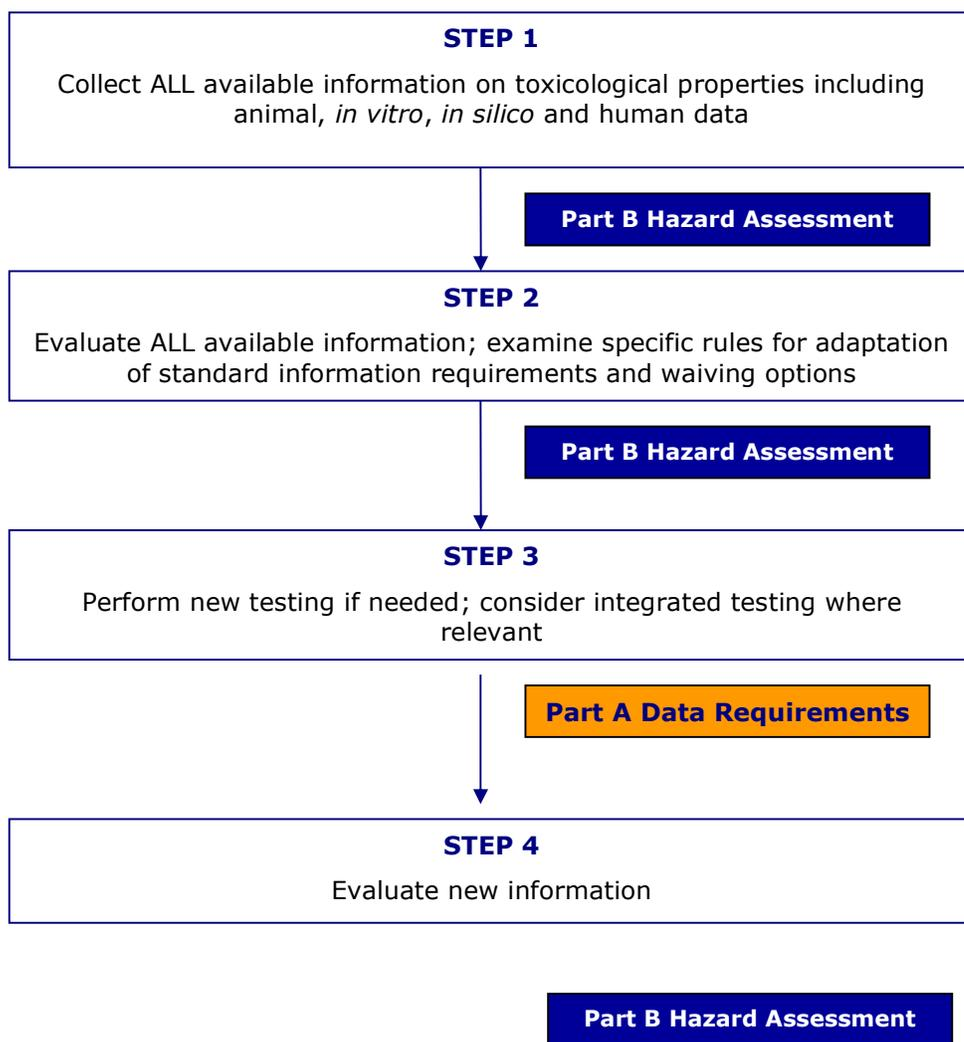 STEP 1
Collect ALL available information on toxicological properties including
animal, in vitro, in silico and human data
Part B Hazard Assessment
STEP 2
Evaluate ALL available information; examine specific rules for adaptation
of standard information requirements and waiving options
Part B Hazard Assessment
STEP 3
Perform new testing if needed; consider integrated testing where
relevant
Part A Data Requirements
STEP 4
Evaluate new information
Part B Hazard Assessment